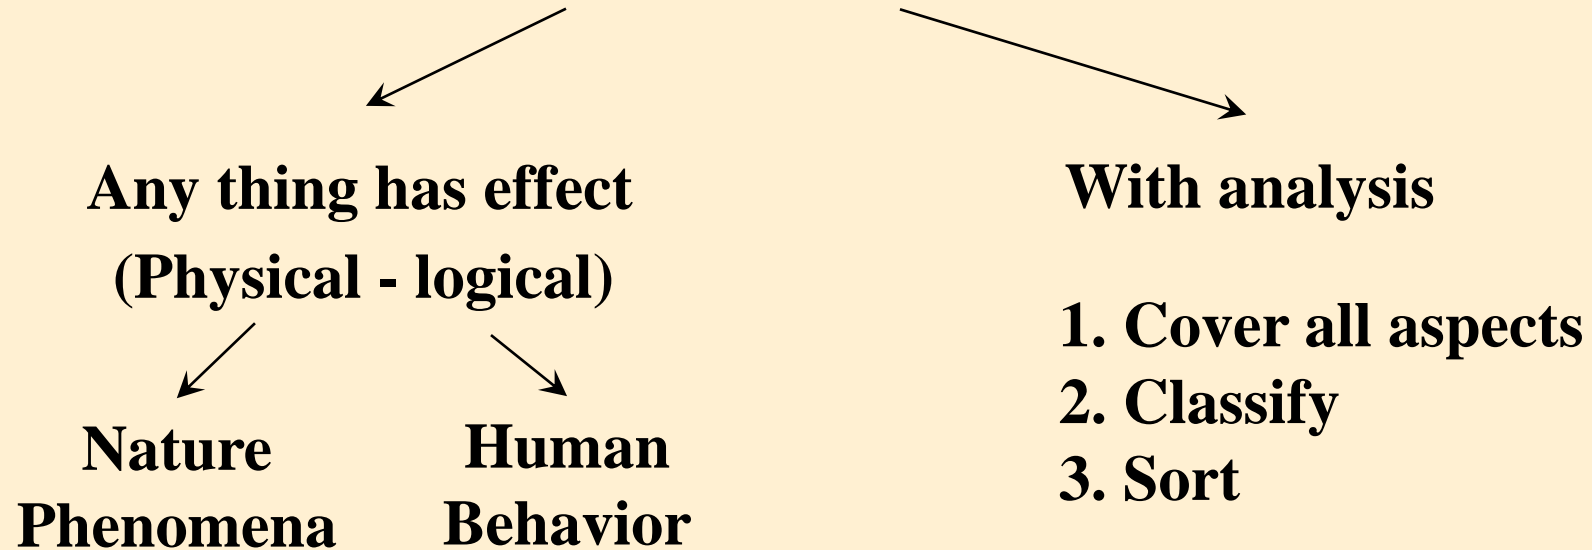 Any thing has effect
(Physical - logical)
Nature
Phenomena
Human
Behavior
With analysis
1. Cover all aspects
2. Classify
3. Sort